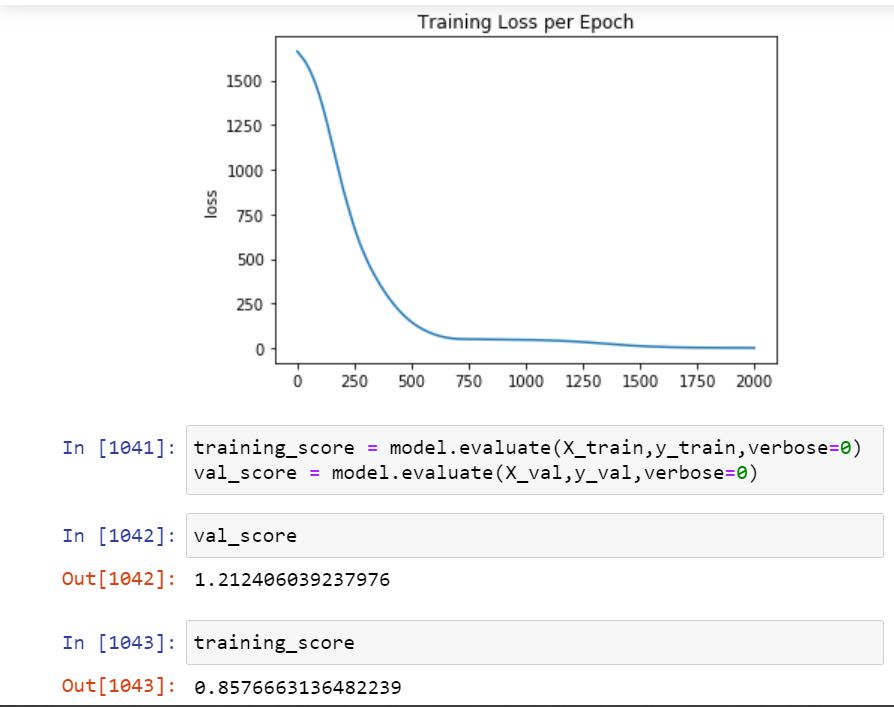 Training Loss per Epoch
1500
1250
1000
750
500
250
0
loss
0 250 500 750 1000 1250 1500 1750 2000
In [1041]: training_score = model.evaluate(X_train,y_train,verbose=0)
val_score = model.evaluate(X_val,y_val,verbose=0)
In [1042]: val_score
Out[1042]: 1.212406039237976
In [1043]: training_score
Out[1043]: 0.8576663136482239